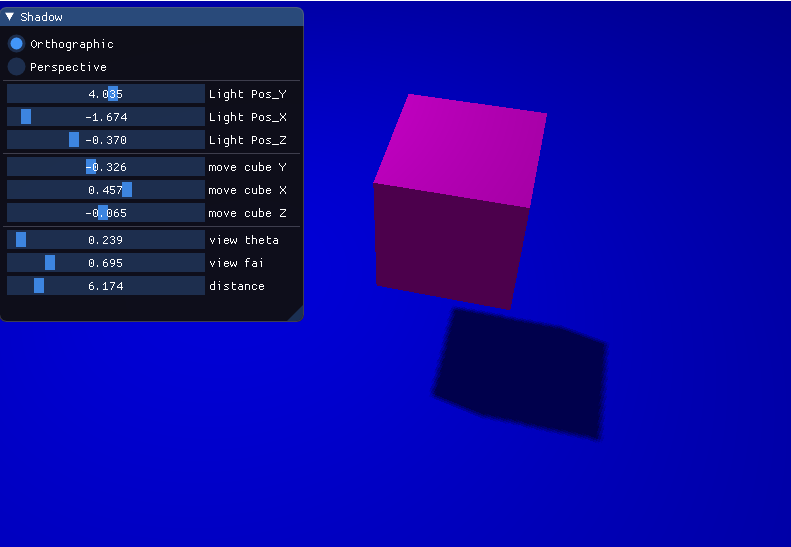 Shadow
Orthographic
Perspective
4.035 Light Pos_Y
-1.674 Light Pos_X
-0.370 Light Pos_Z
-0.326 move cube Y
0.457 move cube X
-0.065 move cube Z
0.239 view theta
0.695 view fai
6.174 distance